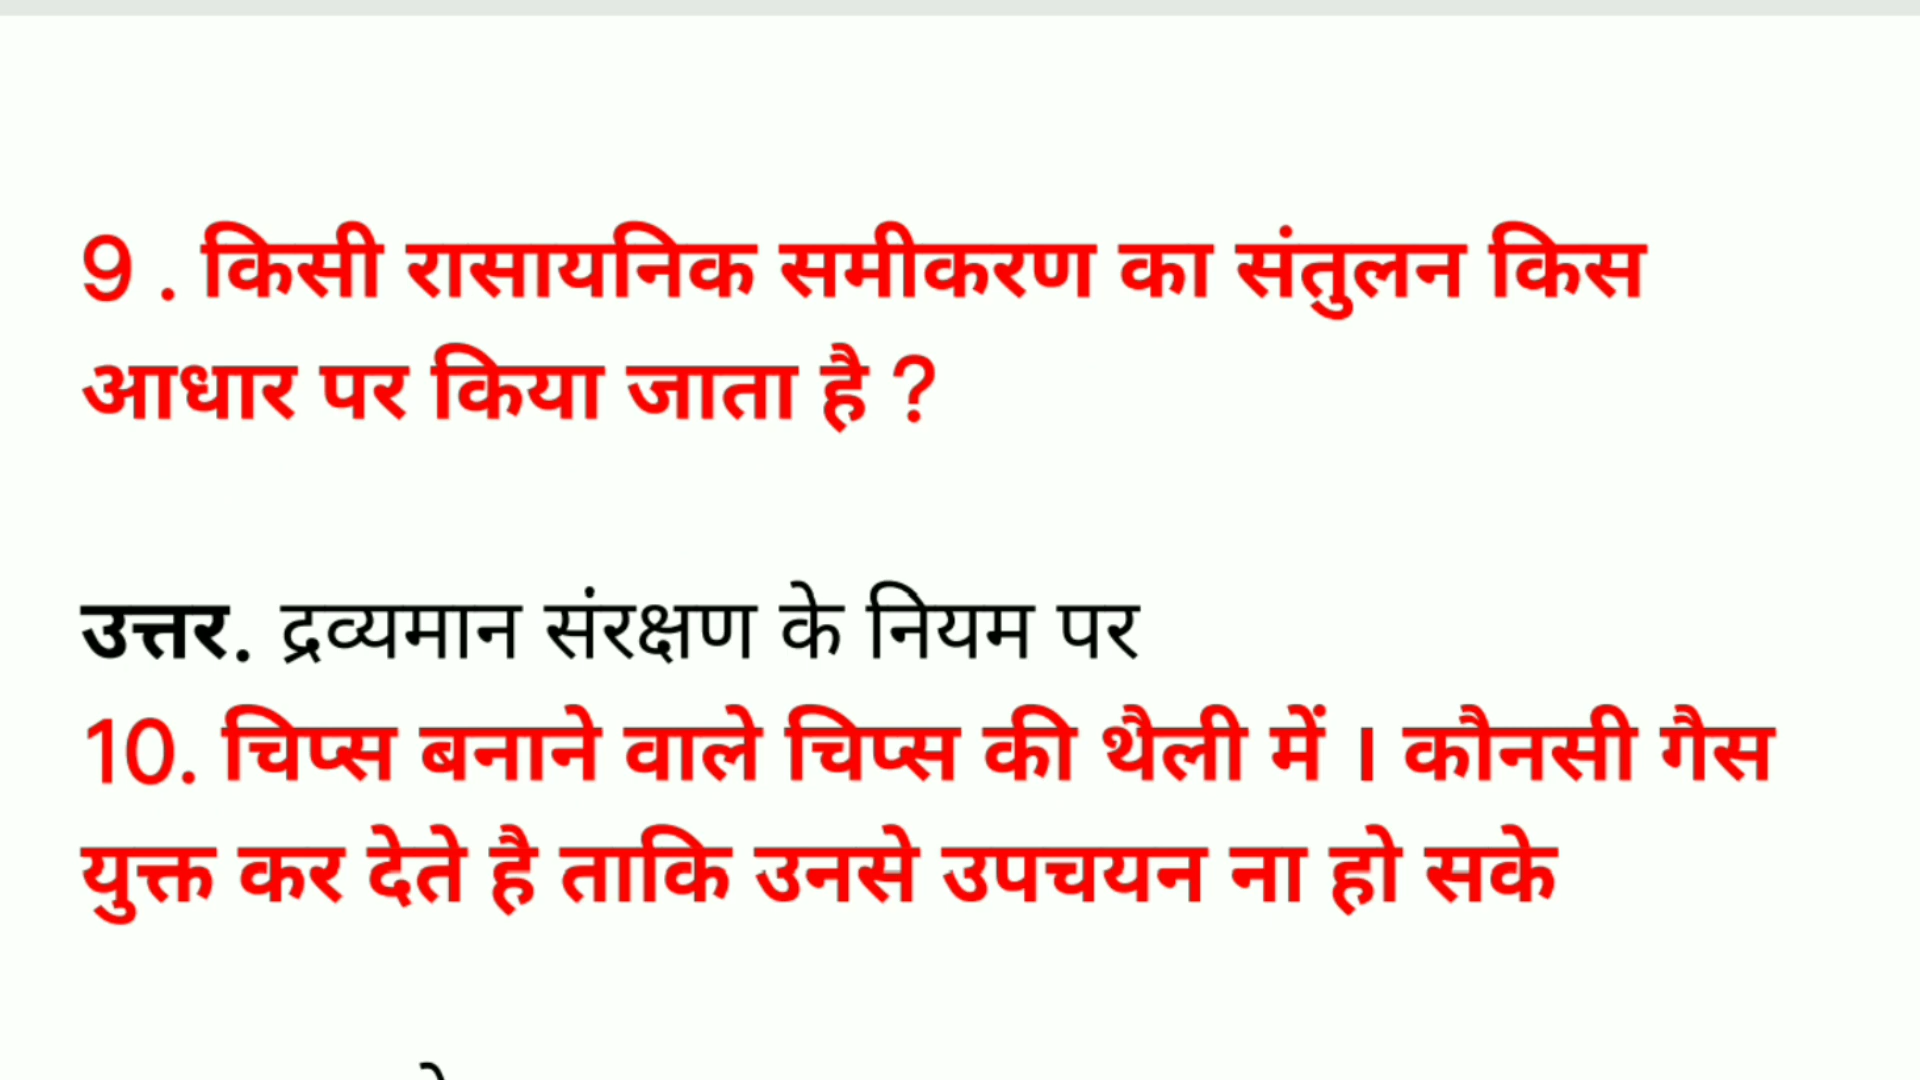 9 . किसी रासायनिक समीकरण का संतुलन किस
आधार पर किया जाता है ?
उत्तर. द्रव्यमान संरक्षण के नियम पर
10. चिप्स बनाने वाले चिप्स की थैली में । कौनसी गैस
युक्त कर देते है ताकि उनसे उपचयन ना हो सके